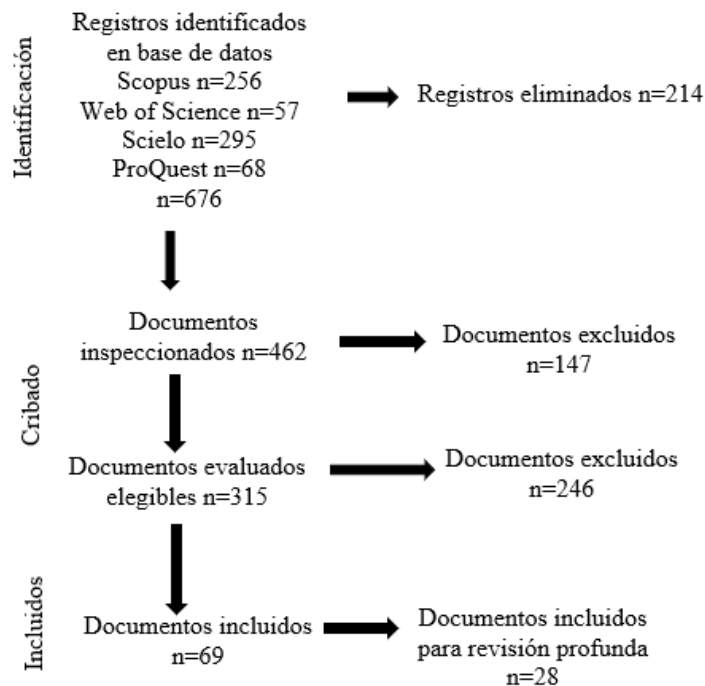 Identificación
Registros identificados
en base de datos
Scopus n=256
Web of Science n=57
Scielo n=295
ProQuest n=68
n=676
Registros eliminados n=214
Cribado
Documentos
inspeccionados n=462
Documentos excluidos
n=147
Documentos evaluados
elegibles n=315
Documentos excluidos
n=246
Incluidos
Documentos incluidos
n=69
Documentos incluidos
para revisión profunda
n=28